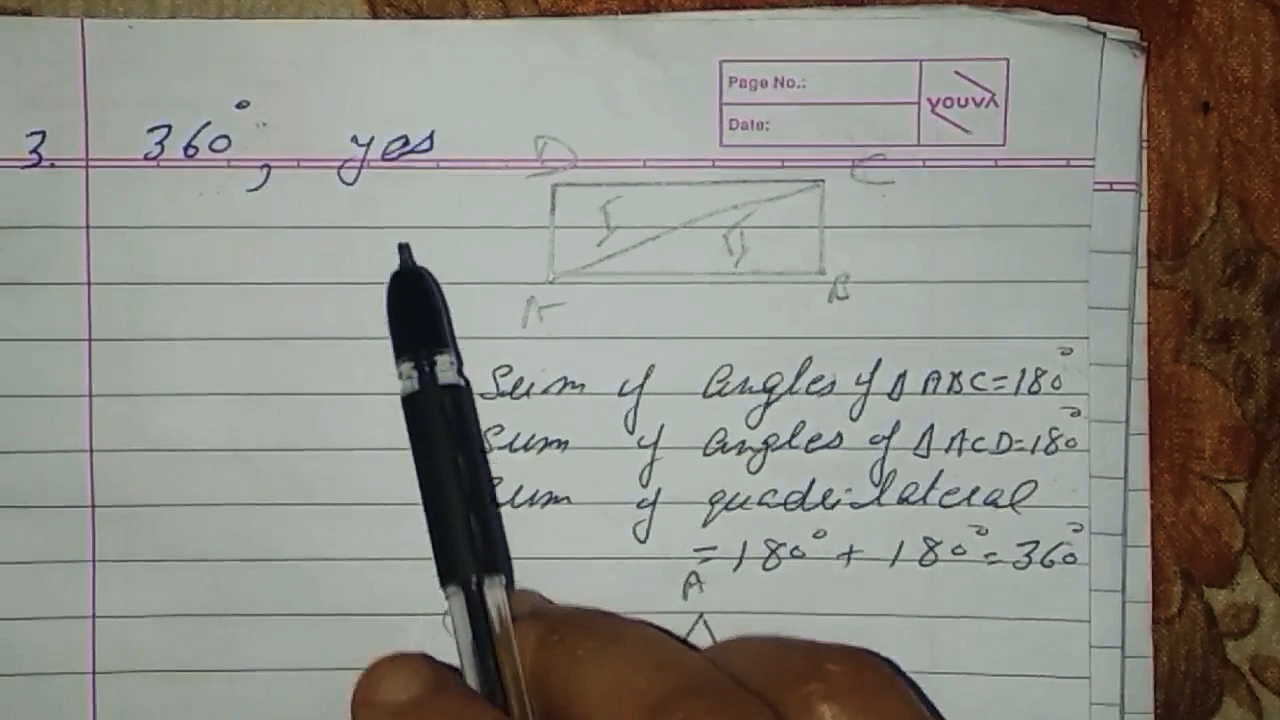 Page No.:
youva
Date:
3. 360°, yes
D C
I II
A B
Sum of angles of Δ ABC = 180°
Sum of angles of Δ ACD = 180°
Sum of quadrilateral
= 180° + 180° = 360°
A